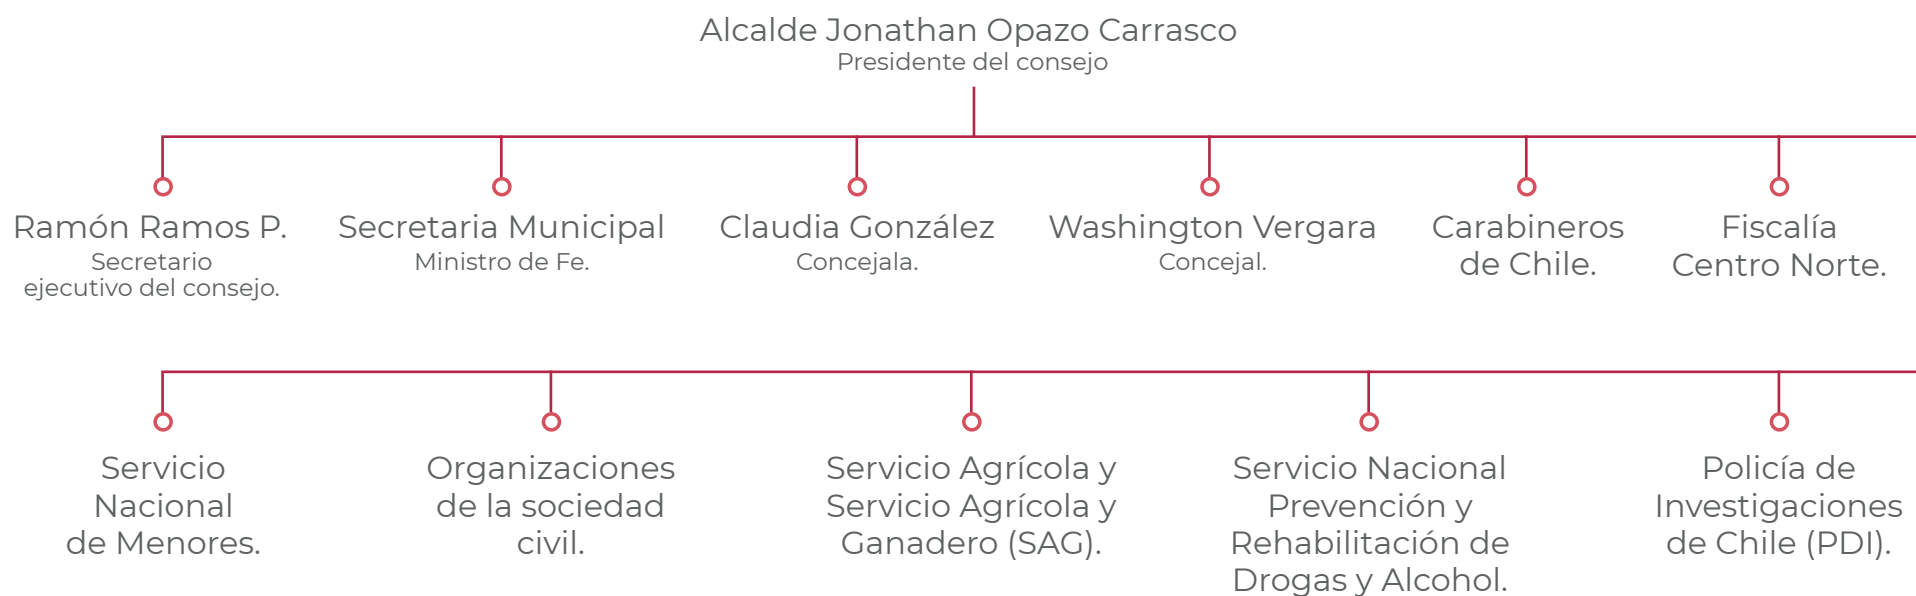 Alcalde Jonathan Opazo Carrasco
Presidente del consejo
Ramón Ramos P.
Secretario
ejecutivo del consejo.
Secretaria Municipal
Ministro de Fe.
Claudia González
Concejala.
Washington Vergara
Concejal.
Carabineros
de Chile.
Fiscalía
Centro Norte.
Servicio
Nacional
de Menores.
Organizaciones
de la sociedad
civil.
Servicio Agrícola y
Servicio Agrícola y
Ganadero (SAG).
Servicio Nacional
Prevención y
Rehabilitación de
Drogas y Alcohol.
Policía de
Investigaciones
de Chile (PDI).